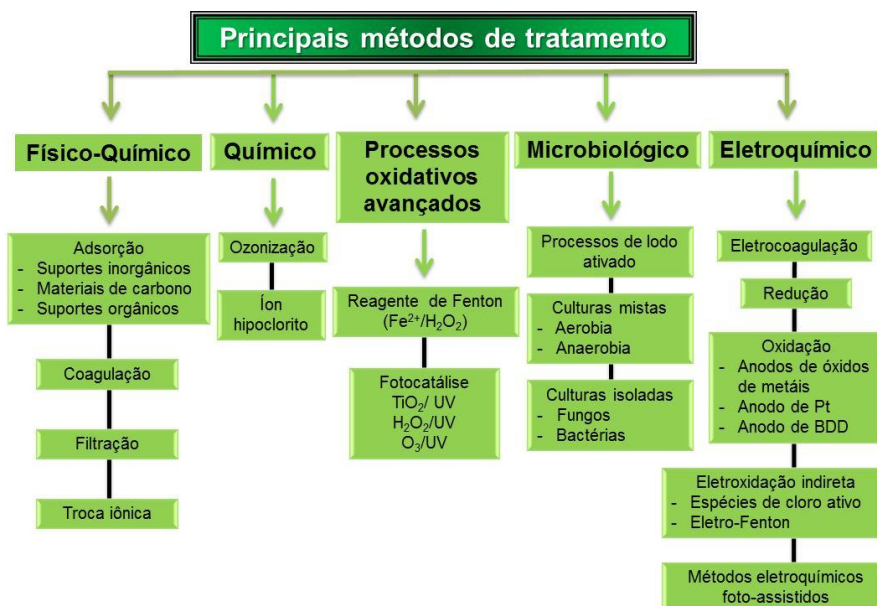 Principais métodos de tratamento
Físico-Químico
Adsorção
- Suportes inorgânicos
- Materiais de carbono
- Suportes orgânicos
Coagulação
Filtração
Troca iônica
Químico
Ozonização
Íon
hipoclorito
Processos
oxidativos
avançados
Reagente de Fenton
(Fe²⁺/H₂O₂)
Fotocatálise
TiO₂/ UV
H₂O₂/UV
O₃/UV
Microbiológico
Processos de lodo
ativado
Culturas mistas
- Aerobia
- Anaerobia
Culturas isoladas
- Fungos
- Bactérias
Eletroquímico
Eletrocoagulação
Redução
Oxidação
- Anodos de óxidos
de metáis
- Anodo de Pt
- Anodo de BDD
Eletroxidação indireta
- Espécies de cloro ativo
- Eletro-Fenton
Métodos eletroquímicos
foto-assistidos